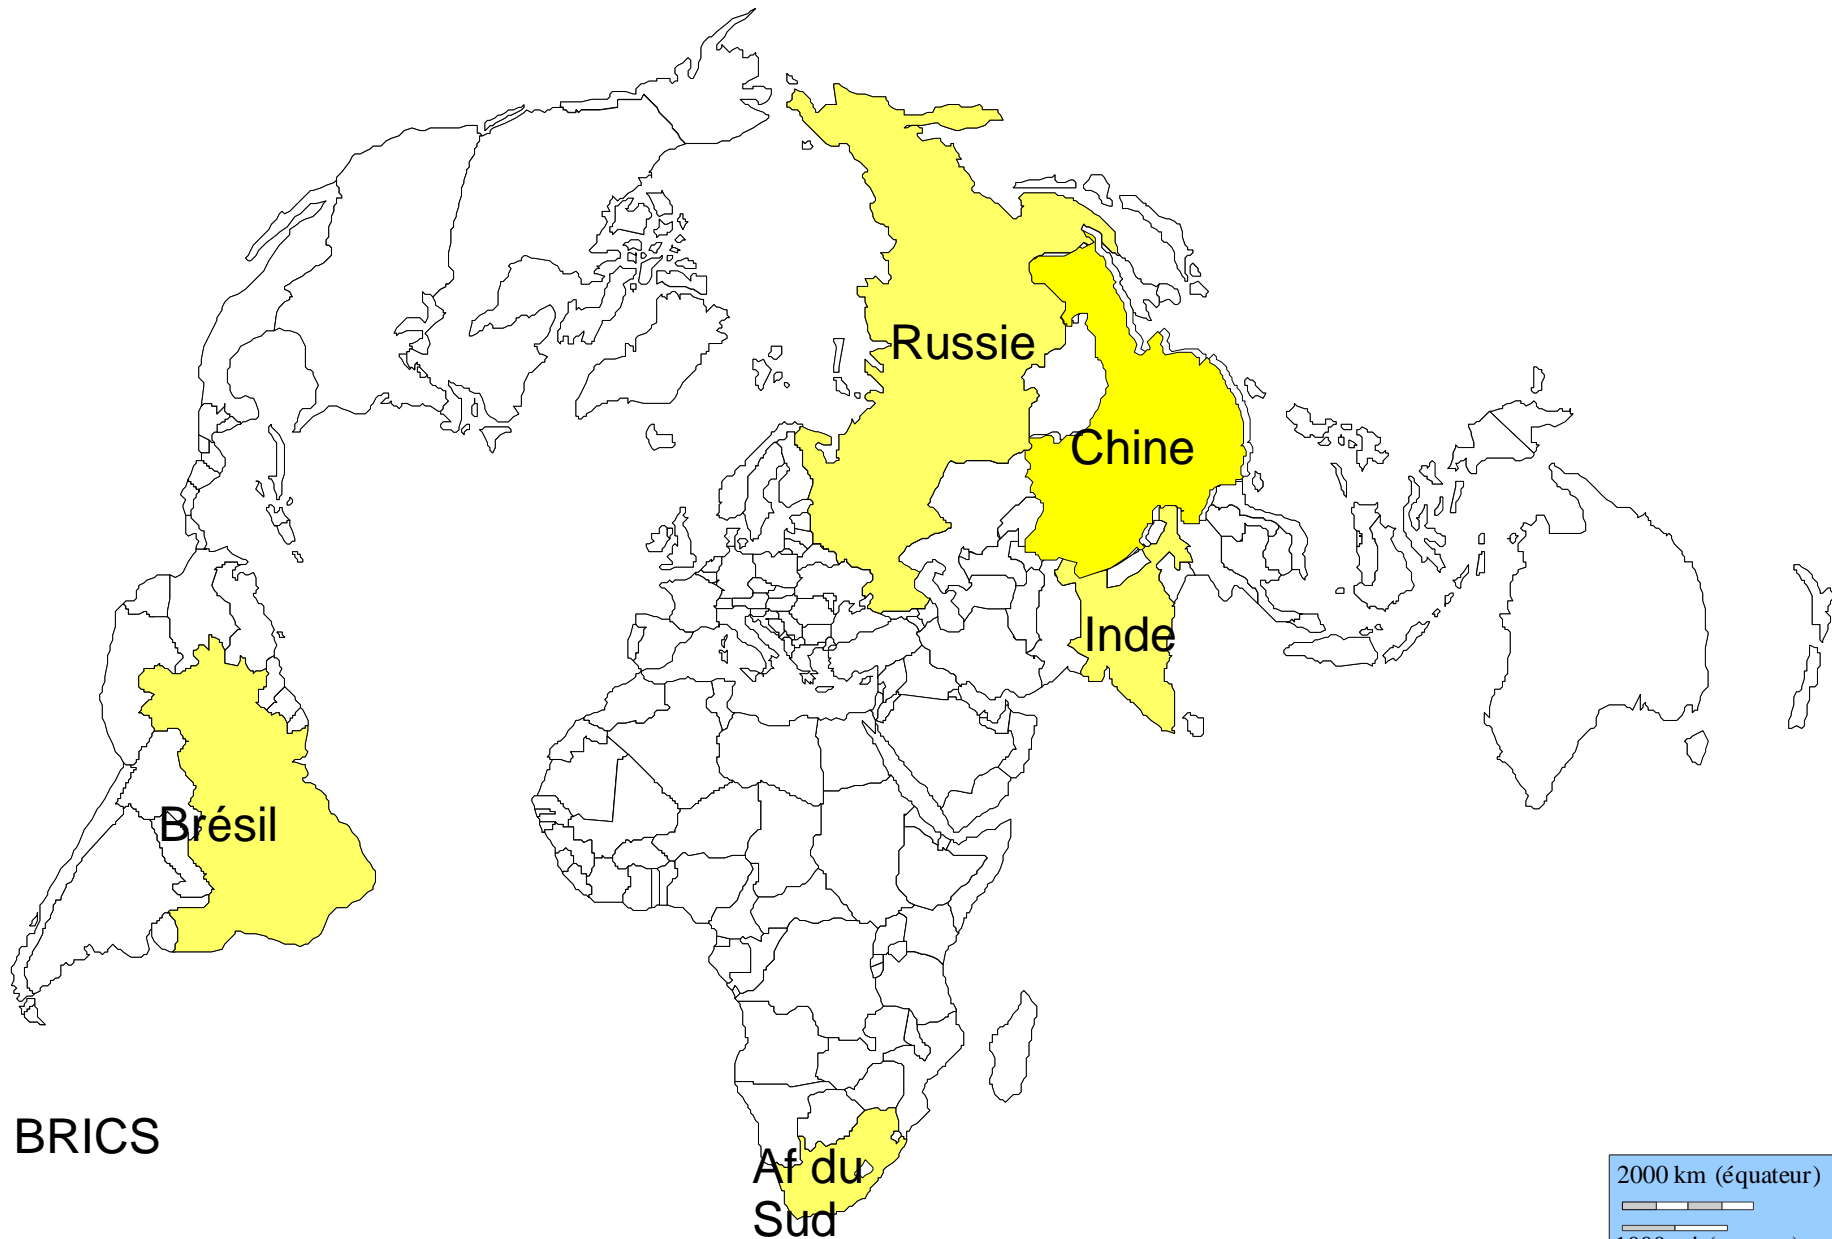 Russie
Chine
Inde
Brésil
BRICS
Af du
Sud
2000 km (équateur)